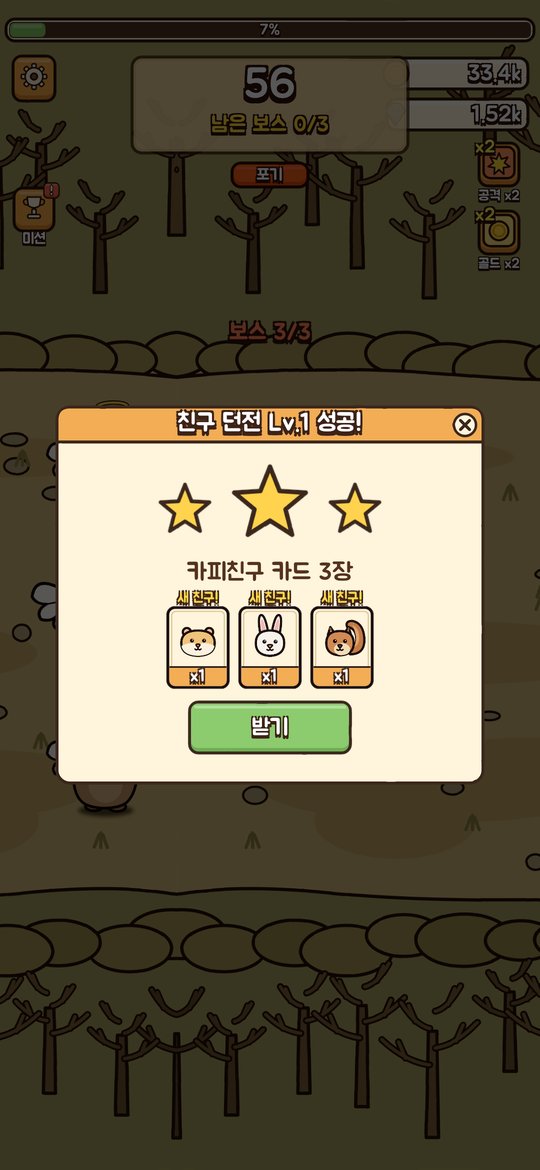 7%
56
남은 보스 0/3
33.4k
1.52k
포기
x2
공격 x2
미션
x2
골드 x2
보스 3/3
친구 던전 Lv.1 성공!
카피친구 카드 3장
새 친구! 새 친구! 새 친구!
x1 x1 x1
받기